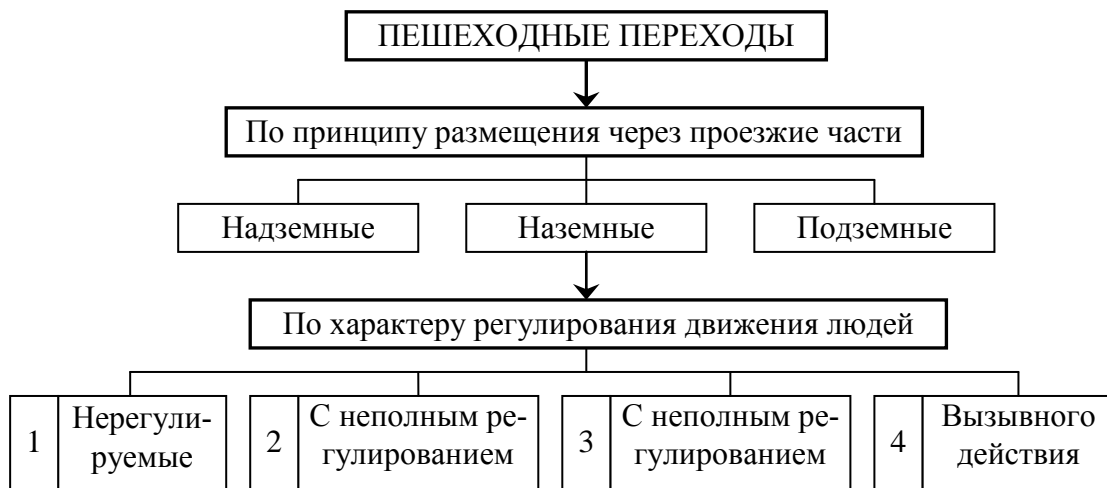 ПЕШЕХОДНЫЕ ПЕРЕХОДЫ
По принципу размещения через проезжие части
Надземные
Наземные
Подземные
По характеру регулирования движения людей
1
Нерегули-
руемые
2
С неполным ре-
гулированием
3
С неполным ре-
гулированием
4
Вызывного
действия